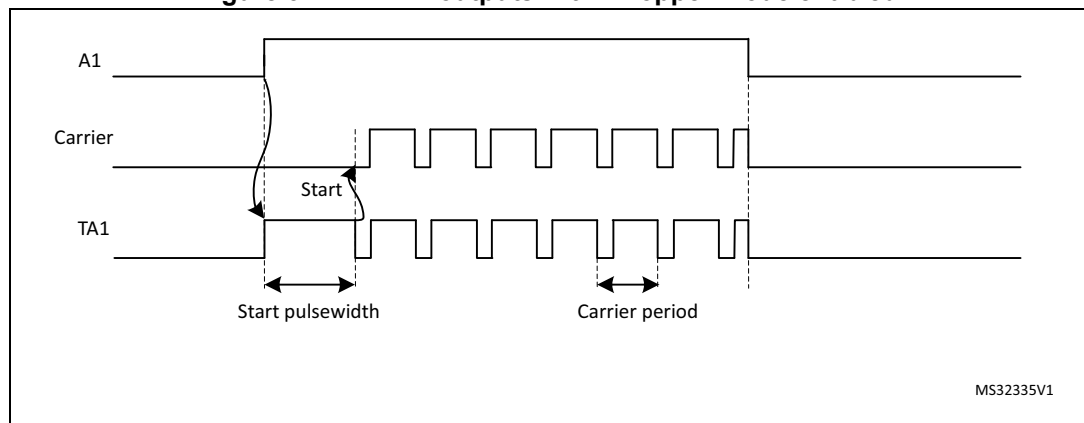 A1
Carrier
Start
TA1
Start pulsewidth
Carrier period
MS32335V1